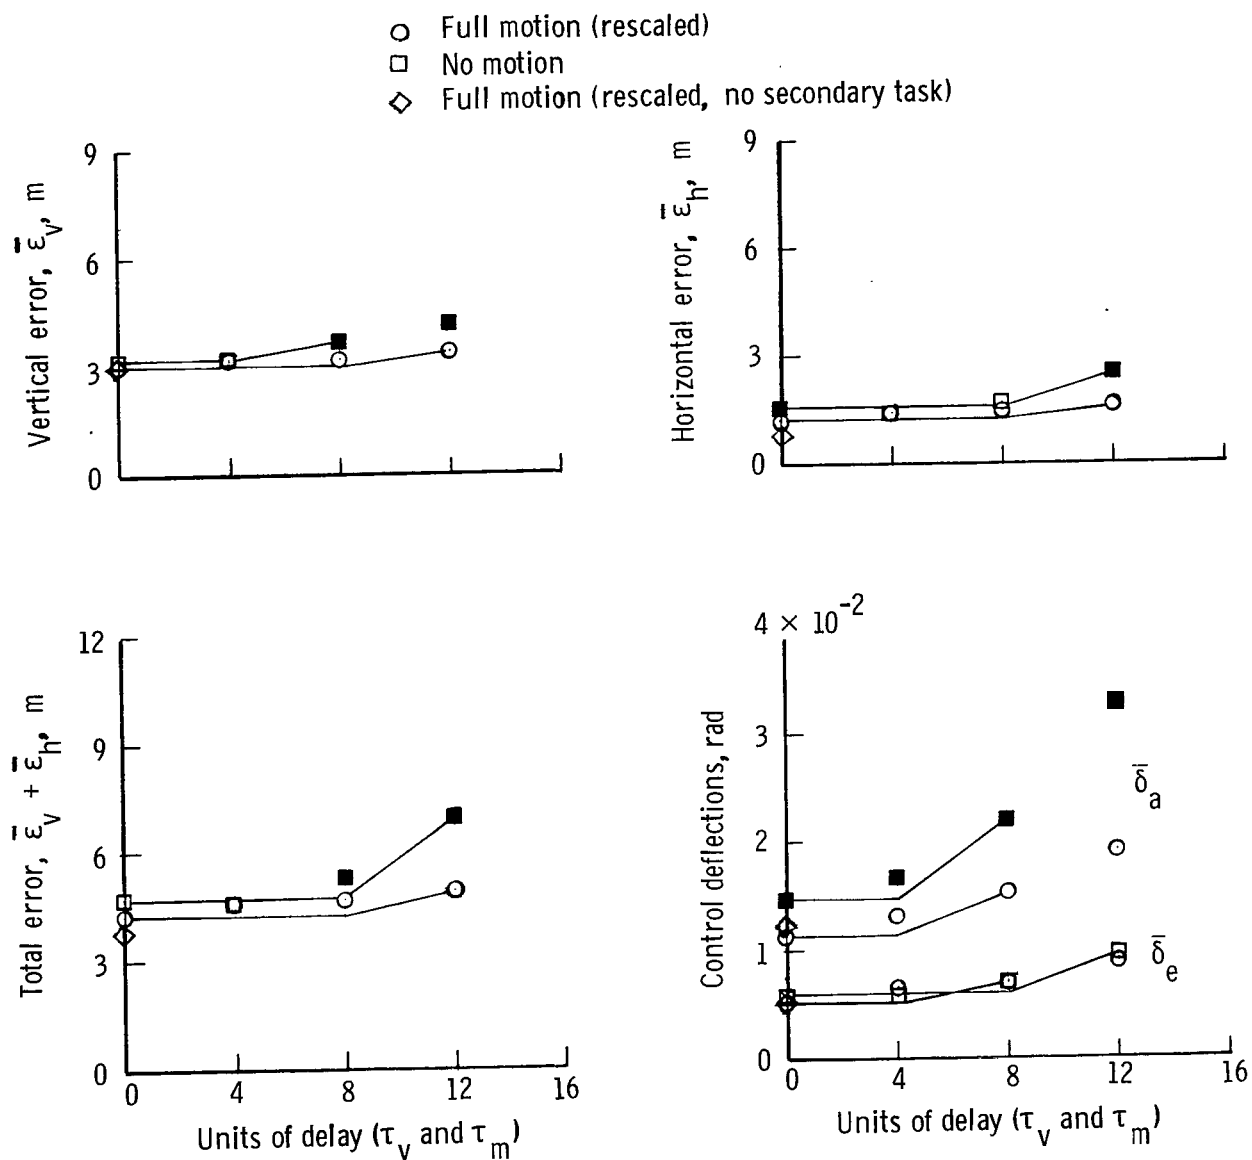 Full motion (rescaled)
No motion
Full motion (rescaled, no secondary task)
9
6
3
0
Vertical error, ε̄v, m
9
6
3
0
Horizontal error, ε̄h, m
12
9
6
3
0
0 4 8 12 16
Total error, ε̄v + ε̄h, m
Units of delay (τv and τm)
4 × 10-2
3
2
1
0
0 4 8 12 16
Control deflections, rad
δ̄a
δ̄e
Units of delay (τv and τm)